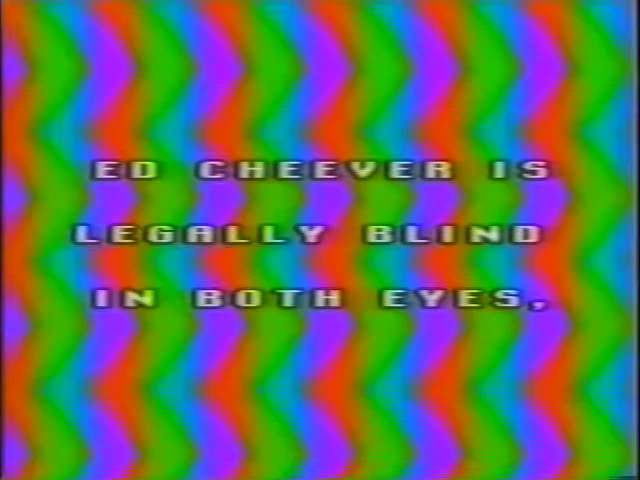 ED CHEEVER IS
LEGALLY BLIND
IN BOTH EYES,